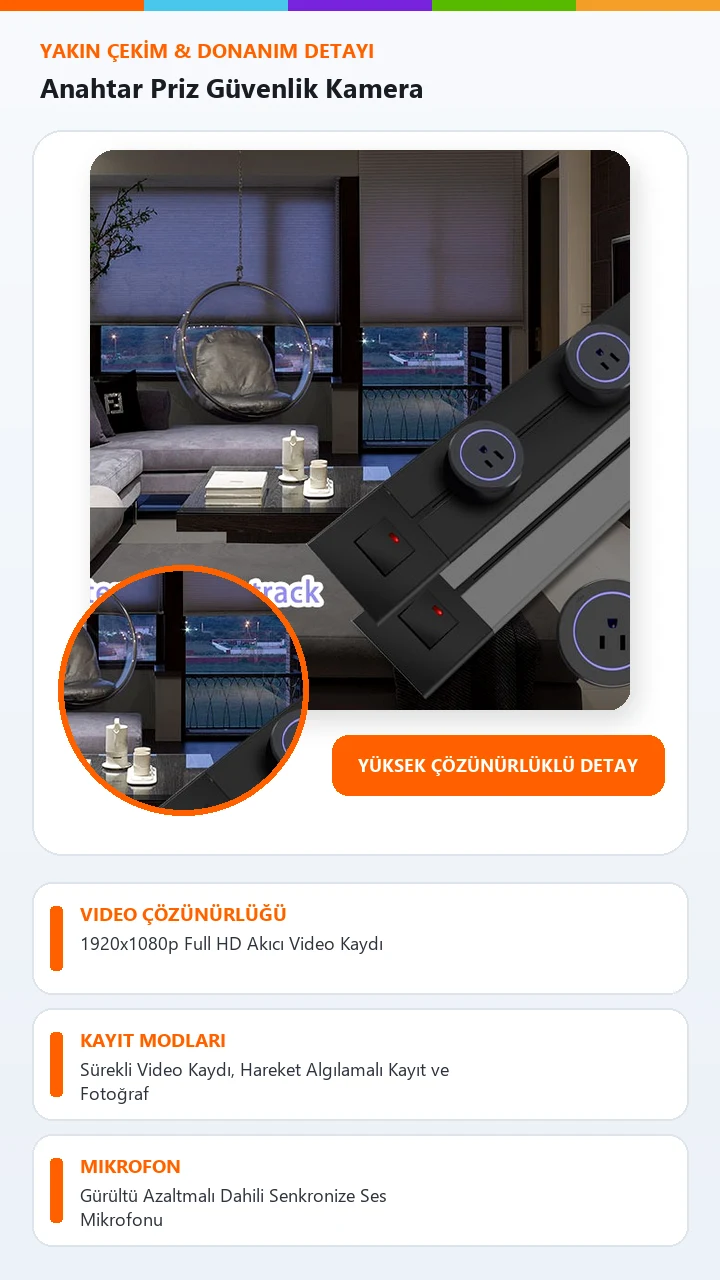 YAKIN ÇEKİM & DONANIM DETAYI
Anahtar Priz Güvenlik Kamera
track
YÜKSEK ÇÖZÜNÜRLÜKLÜ DETAY
VIDEO ÇÖZÜNÜRLÜĞÜ
1920x1080p Full HD Akıcı Video Kaydı
KAYIT MODLARI
Sürekli Video Kaydı, Hareket Algılamalı Kayıt ve
Fotoğraf
MIKROFON
Gürültü Azaltmalı Dahili Senkronize Ses
Mikrofonu